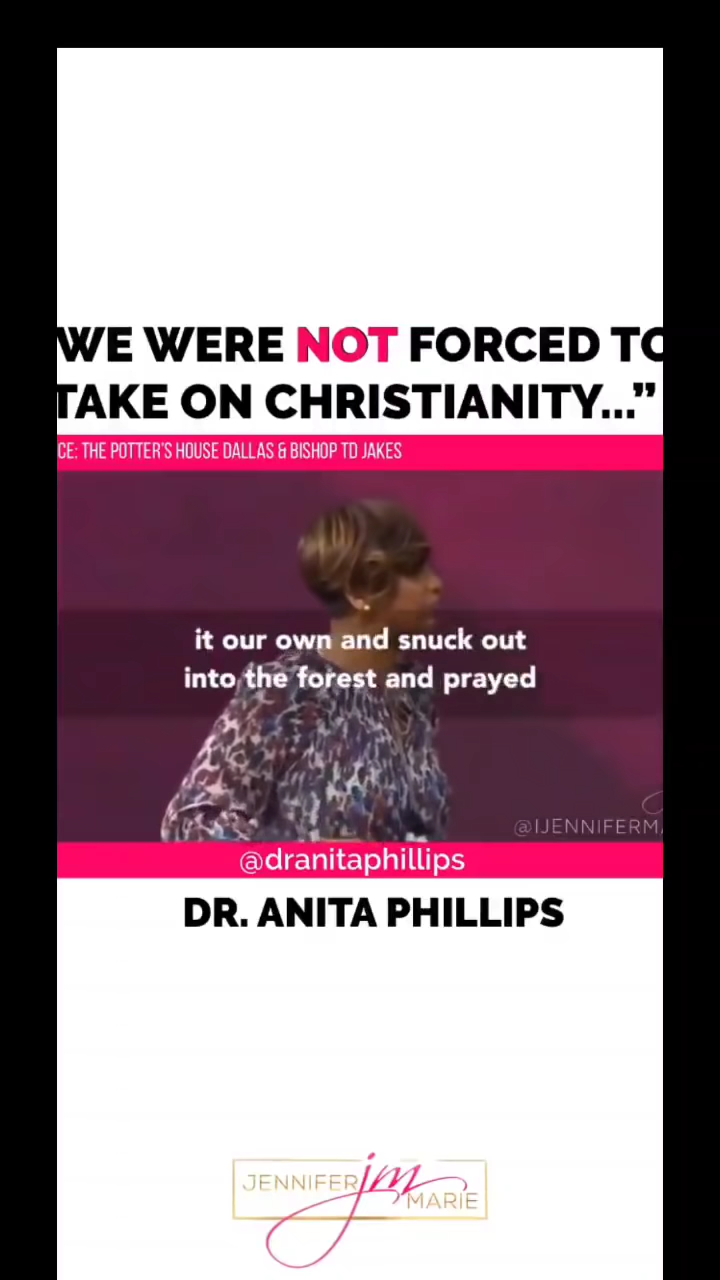 WE WERE NOT FORCED TO
TAKE ON CHRISTIANITY...”
CE: THE POTTER'S HOUSE DALLAS & BISHOP TD JAKES
it our own and snuck out
into the forest and prayed
@IJENNIFERMA
@dranitaphillips
DR. ANITA PHILLIPS
JENNIFER jm MARIE